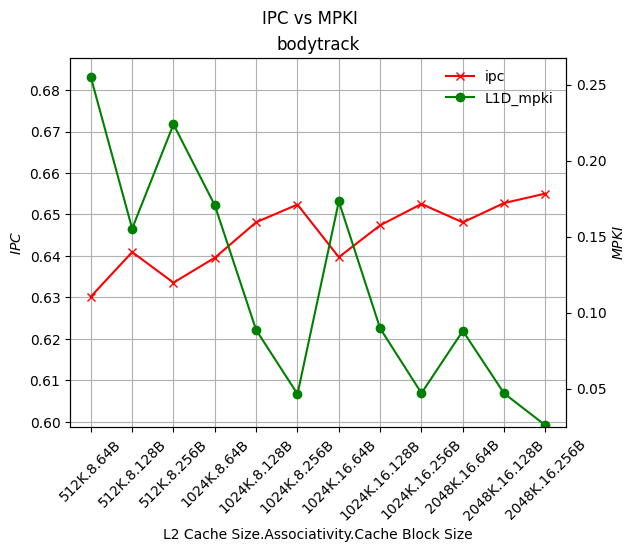 IPC vs MPKI
bodytrack
ipc
L1D_mpki
0.68
0.67
0.66
0.65
0.64
0.63
0.62
0.61
0.60
IPC
0.25
0.20
0.15
0.10
0.05
MPKI
512K.8.64B
512K.8.128B
512K.8.256B
1024K.8.64B
1024K.8.128B
1024K.8.256B
1024K.16.64B
1024K.16.128B
1024K.16.256B
2048K.16.64B
2048K.16.128B
2048K.16.256B
L2 Cache Size.Associativity.Cache Block Size